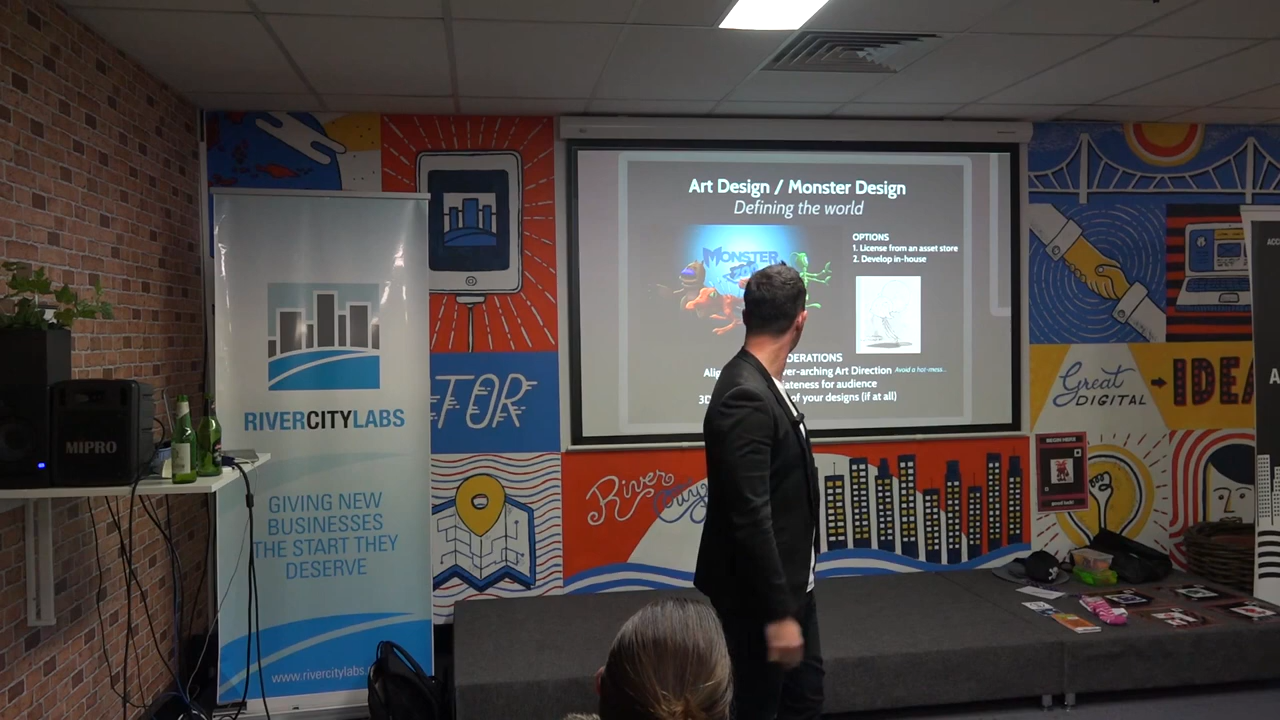 Art Design / Monster Design
Defining the world
OPTIONS
1. License from an asset store
2. Develop in-house
MONSTER
DERATIONS
ver-arching Art Direction Avoid a hot-mess...
ateness for audience
3D of your designs (if at all)
RIVERCITYLABS
GIVING NEW
BUSINESSES
THE START THEY
DESERVE
www.rivercitylabs.
MIPRO
TOR
River City
Great
DIGITAL
IDEA